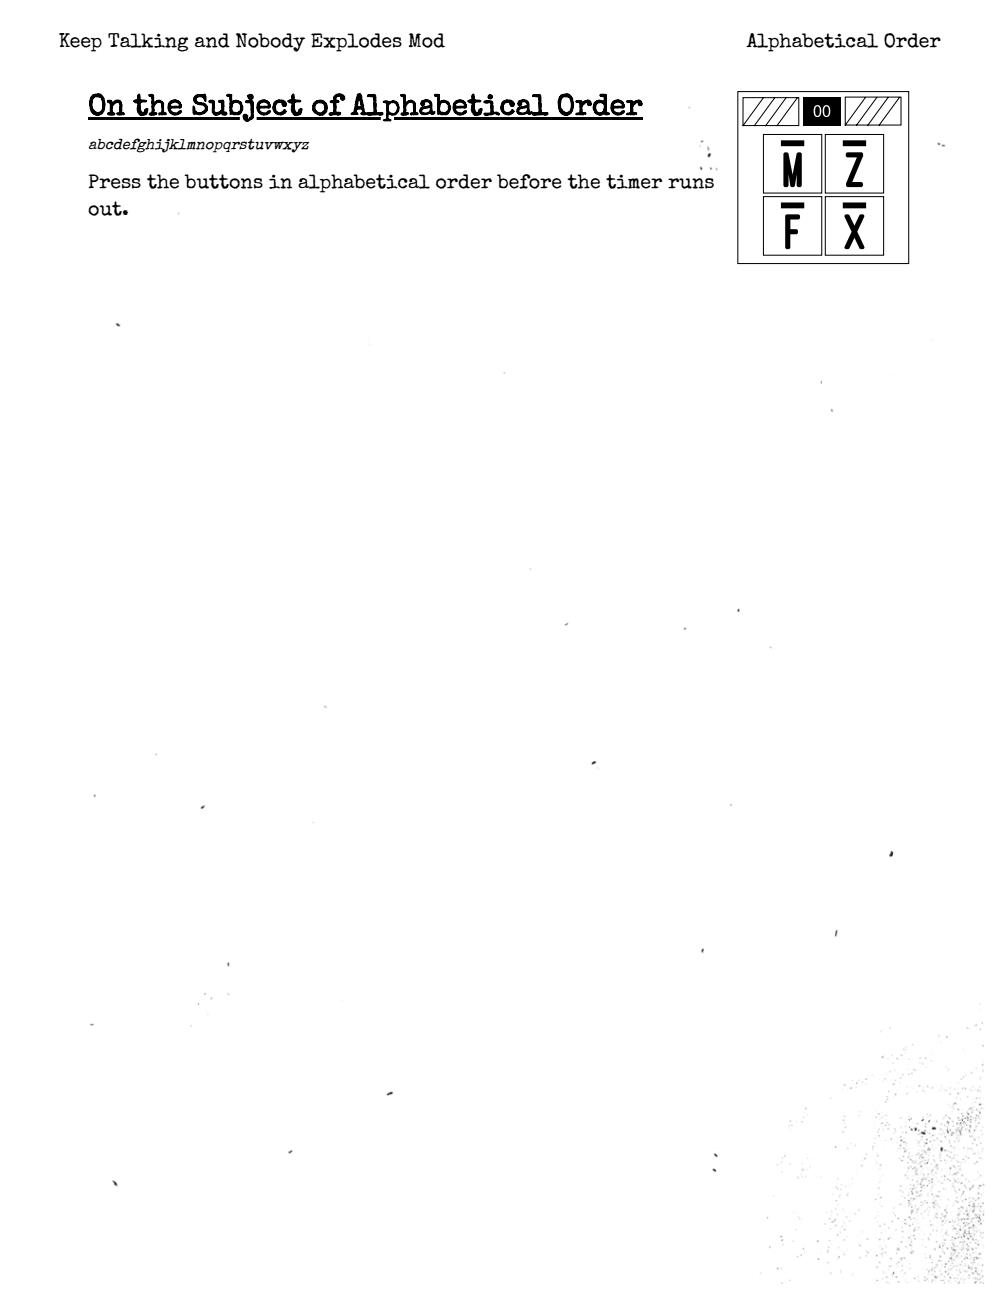 Keep Talking and Nobody Explodes Mod
Alphabetical Order
On the Subject of Alphabetical Order
abcdefghijklmnopqrstuvwxyz
Press the buttons in alphabetical order before the timer runs
out.
00
M Z
F X